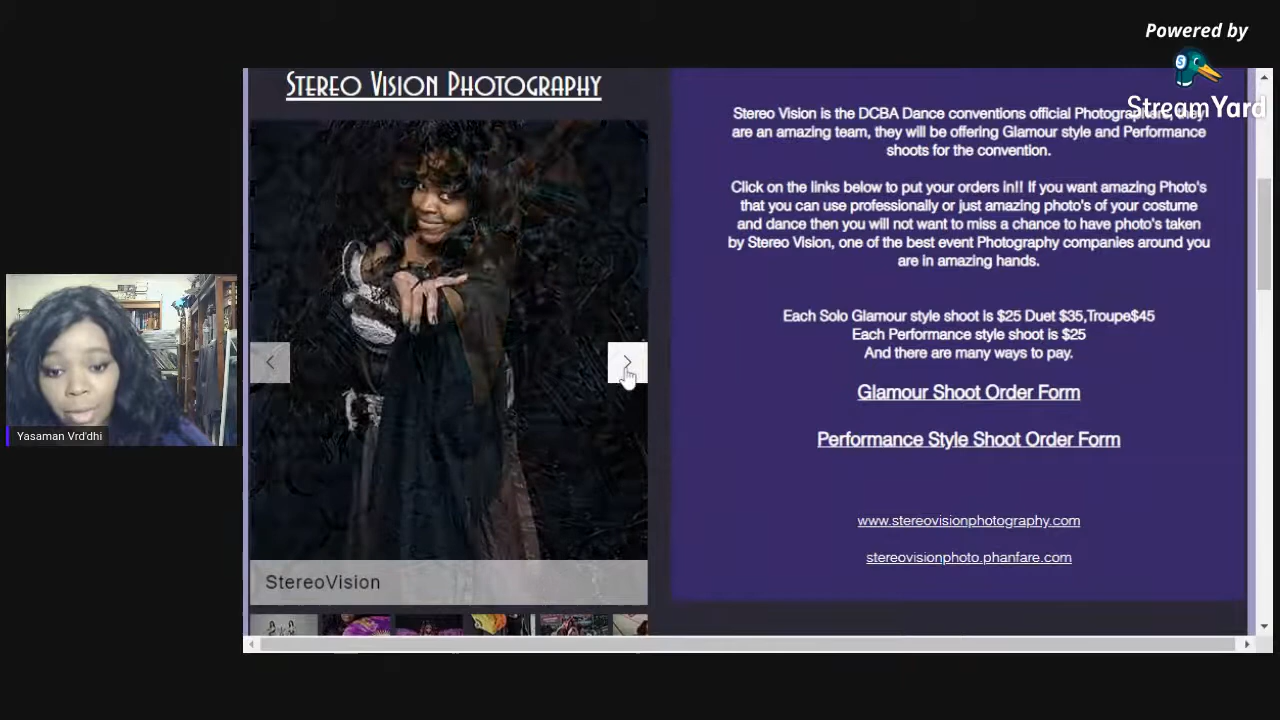 Powered by
StreamYard
STEREO VISION PHOTOGRAPHY
Stereo Vision is the DCBA Dance conventions official Photographers, they
are an amazing team, they will be offering Glamour style and Performance
shoots for the convention.
Click on the links below to put your orders in!! If you want amazing Photo's
that you can use professionally or just amazing photo's of your costume
and dance then you will not want to miss a chance to have photo's taken
by Stereo Vision, one of the best event Photography companies around you
are in amazing hands.
Each Solo Glamour style shoot is $25 Duet $35,Troupe$45
Each Performance style shoot is $25
And there are many ways to pay.
Glamour Shoot Order Form
Performance Style Shoot Order Form
www.stereovisionphotography.com
stereovisionphoto.phanfare.com
StereoVision
Yasaman Vrd'dhi